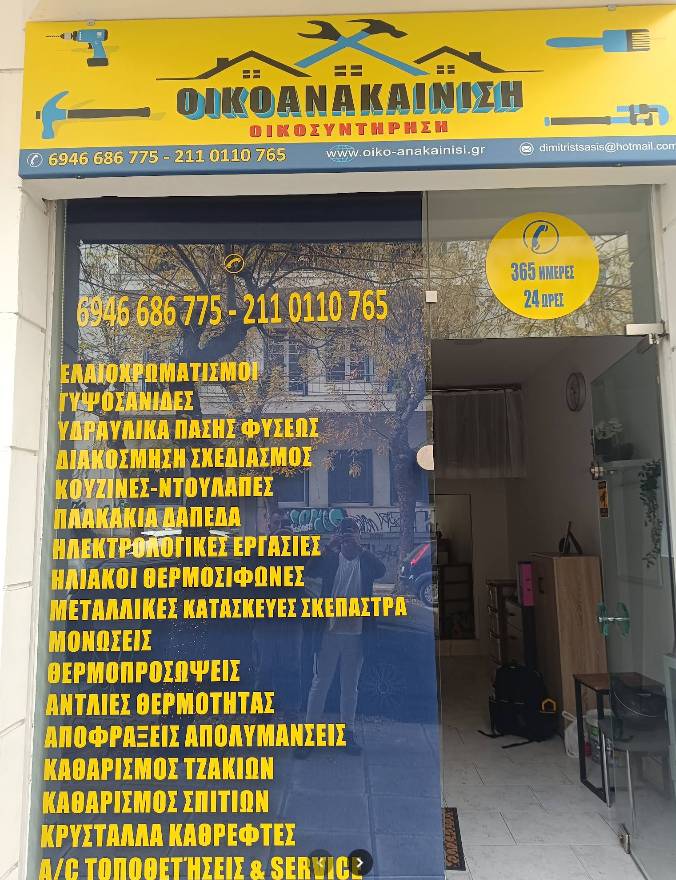 ΟΙΚΟΑΝΑΚΑΙΝΙΣΗ
ΟΙΚΟΣΥΝΤΗΡΗΣΗ
6946 686 775 - 211 0110 765
www.oiko-anakainisi.gr
dimitristsasis@hotmail.com
365 ΗΜΕΡΕΣ
24 ΩΡΕΣ
6946 686 775 - 211 0110 765
ΕΛΑΙΟΧΡΩΜΑΤΙΣΜΟΙ
ΓΥΨΟΣΑΝΙΔΕΣ
ΥΔΡΑΥΛΙΚΑ ΠΑΣΗΣ ΦΥΣΕΩΣ
ΔΙΑΚΟΣΜΗΣΗ ΣΧΕΔΙΑΣΜΟΣ
ΚΟΥΖΙΝΕΣ-ΝΤΟΥΛΑΠΕΣ
ΠΛΑΚΑΚΙΑ ΔΑΠΕΔΑ
ΗΛΕΚΤΡΟΛΟΓΙΚΕΣ ΕΡΓΑΣΙΕΣ
ΗΛΙΑΚΟΙ ΘΕΡΜΟΣΙΦΩΝΕΣ
ΜΕΤΑΛΛΙΚΕΣ ΚΑΤΑΣΚΕΥΕΣ ΣΚΕΠΑΣΤΡΑ
ΜΟΝΩΣΕΙΣ
ΘΕΡΜΟΠΡΟΣΩΨΕΙΣ
ΑΝΤΛΙΕΣ ΘΕΡΜΟΤΗΤΑΣ
ΑΠΟΦΡΑΞΕΙΣ ΑΠΟΛΥΜΑΝΣΕΙΣ
ΚΑΘΑΡΙΣΜΟΣ ΤΖΑΚΙΩΝ
ΚΑΘΑΡΙΣΜΟΣ ΣΠΙΤΙΩΝ
ΚΡΥΣΤΑΛΛΑ ΚΑΘΡΕΦΤΕΣ
A/C ΤΟΠΟΘΕΤΉΣΕΙΣ & SERVICE